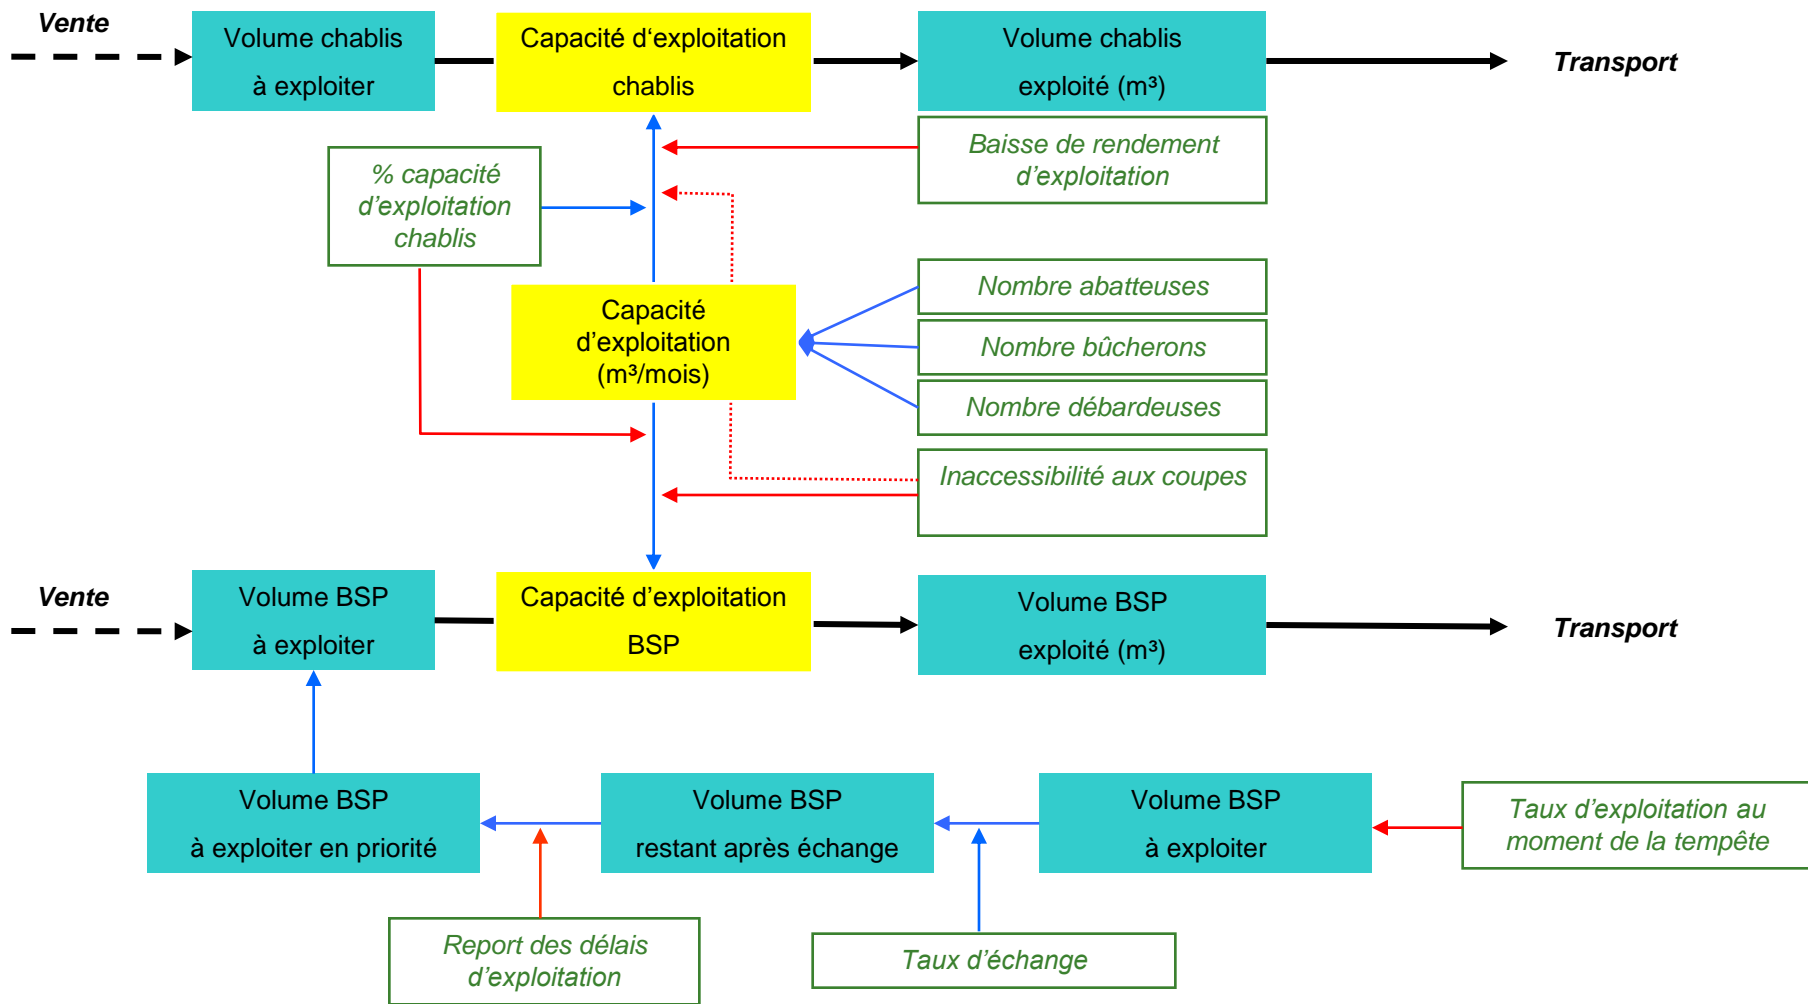 Vente
Volume chablis
à exploiter
Capacité d‘exploitation
chablis
Volume chablis
exploité (m³)
Transport
Baisse de rendement
d’exploitation
% capacité
d’exploitation
chablis
Capacité
d’exploitation
(m³/mois)
Nombre abatteuses
Nombre bûcherons
Nombre débardeuses
Inaccessibilité aux coupes
Vente
Volume BSP
à exploiter
Capacité d’exploitation
BSP
Volume BSP
exploité (m³)
Transport
Volume BSP
à exploiter en priorité
Volume BSP
restant après échange
Volume BSP
à exploiter
Taux d’exploitation au
moment de la tempête
Report des délais
d’exploitation
Taux d’échange